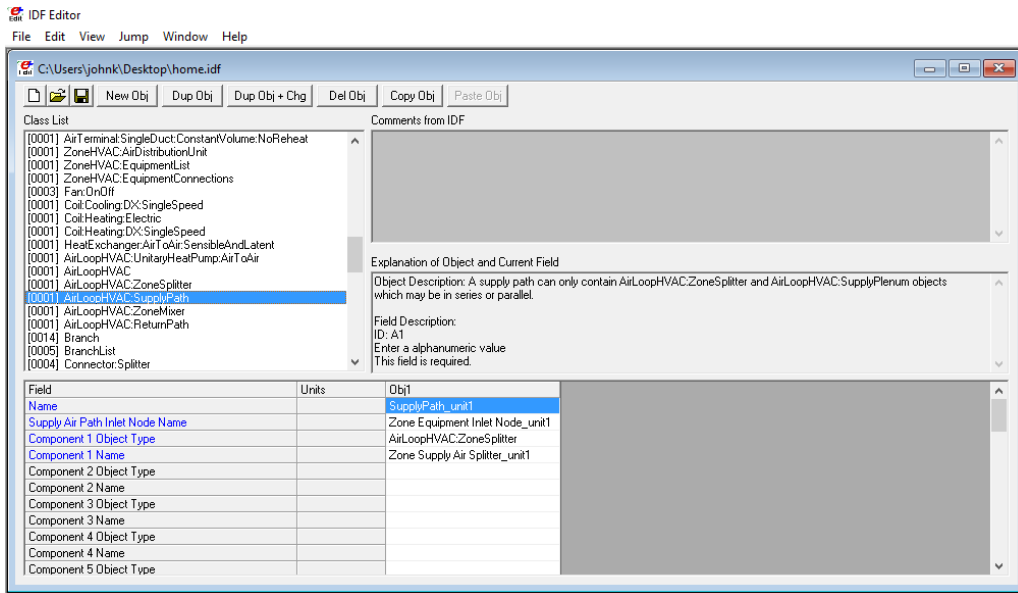 IDF Editor
File Edit View Jump Window Help
C:\Users\johnk\Desktop\home.idf
New Obj Dup Obj Dup Obj + Chg Del Obj Copy Obj Paste Obj
Class List
[0001] AirTerminal:SingleDuct:ConstantVolume:NoReheat
[0001] ZoneHVAC:AirDistributionUnit
[0001] ZoneHVAC:EquipmentList
[0001] ZoneHVAC:EquipmentConnections
[0003] Fan:OnOff
[0001] Coil:Cooling:DX:SingleSpeed
[0001] Coil:Heating:Electric
[0001] Coil:Heating:DX:SingleSpeed
[0001] HeatExchanger:AirToAir:SensibleAndLatent
[0001] AirLoopHVAC:UnitaryHeatPump:AirToAir
[0001] AirLoopHVAC
[0001] AirLoopHVAC:ZoneSplitter
[0001] AirLoopHVAC:SupplyPath
[0001] AirLoopHVAC:ZoneMixer
[0001] AirLoopHVAC:ReturnPath
[0014] Branch
[0005] BranchList
[0004] Connector:Splitter
Comments from IDF
Explanation of Object and Current Field
Object Description: A supply path can only contain AirLoopHVAC:ZoneSplitter and AirLoopHVAC:SupplyPlenum objects
which may be in series or parallel.
Field Description:
ID: A1
Enter a alphanumeric value
This field is required.
Field Units Obj1
Name SupplyPath_unit1
Supply Air Path Inlet Node Name Zone Equipment Inlet Node_unit1
Component 1 Object Type AirLoopHVAC:ZoneSplitter
Component 1 Name Zone Supply Air Splitter_unit1
Component 2 Object Type
Component 2 Name
Component 3 Object Type
Component 3 Name
Component 4 Object Type
Component 4 Name
Component 5 Object Type